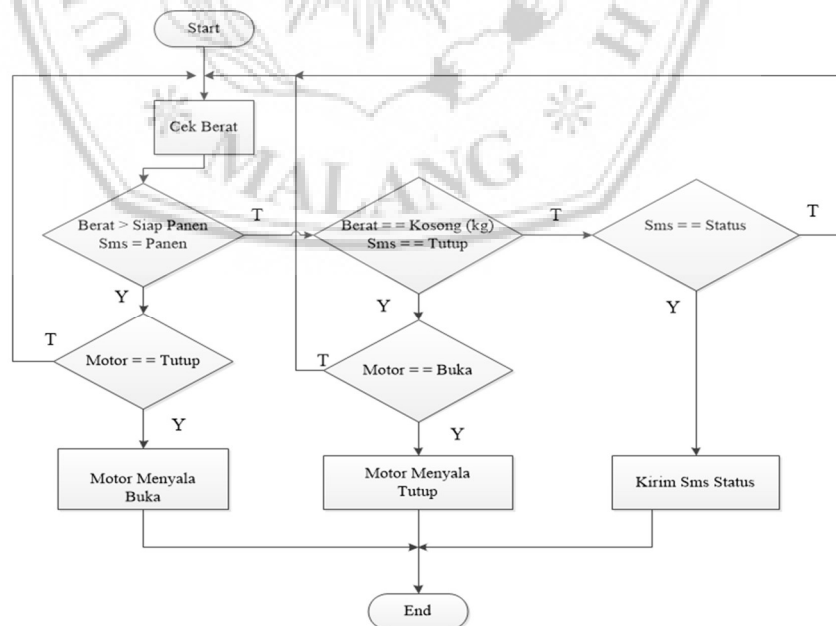 Start
Cek Berat
MALANG
U
H
Berat > Siap Panen
Sms = Panen
T
Berat == Kosong (kg)
Sms == Tutup
T
Sms == Status
T
Y
Y
Y
T
Motor == Tutup
T
Motor == Buka
Y
Y
Motor Menyala
Buka
Motor Menyala
Tutup
Kirim Sms Status
End